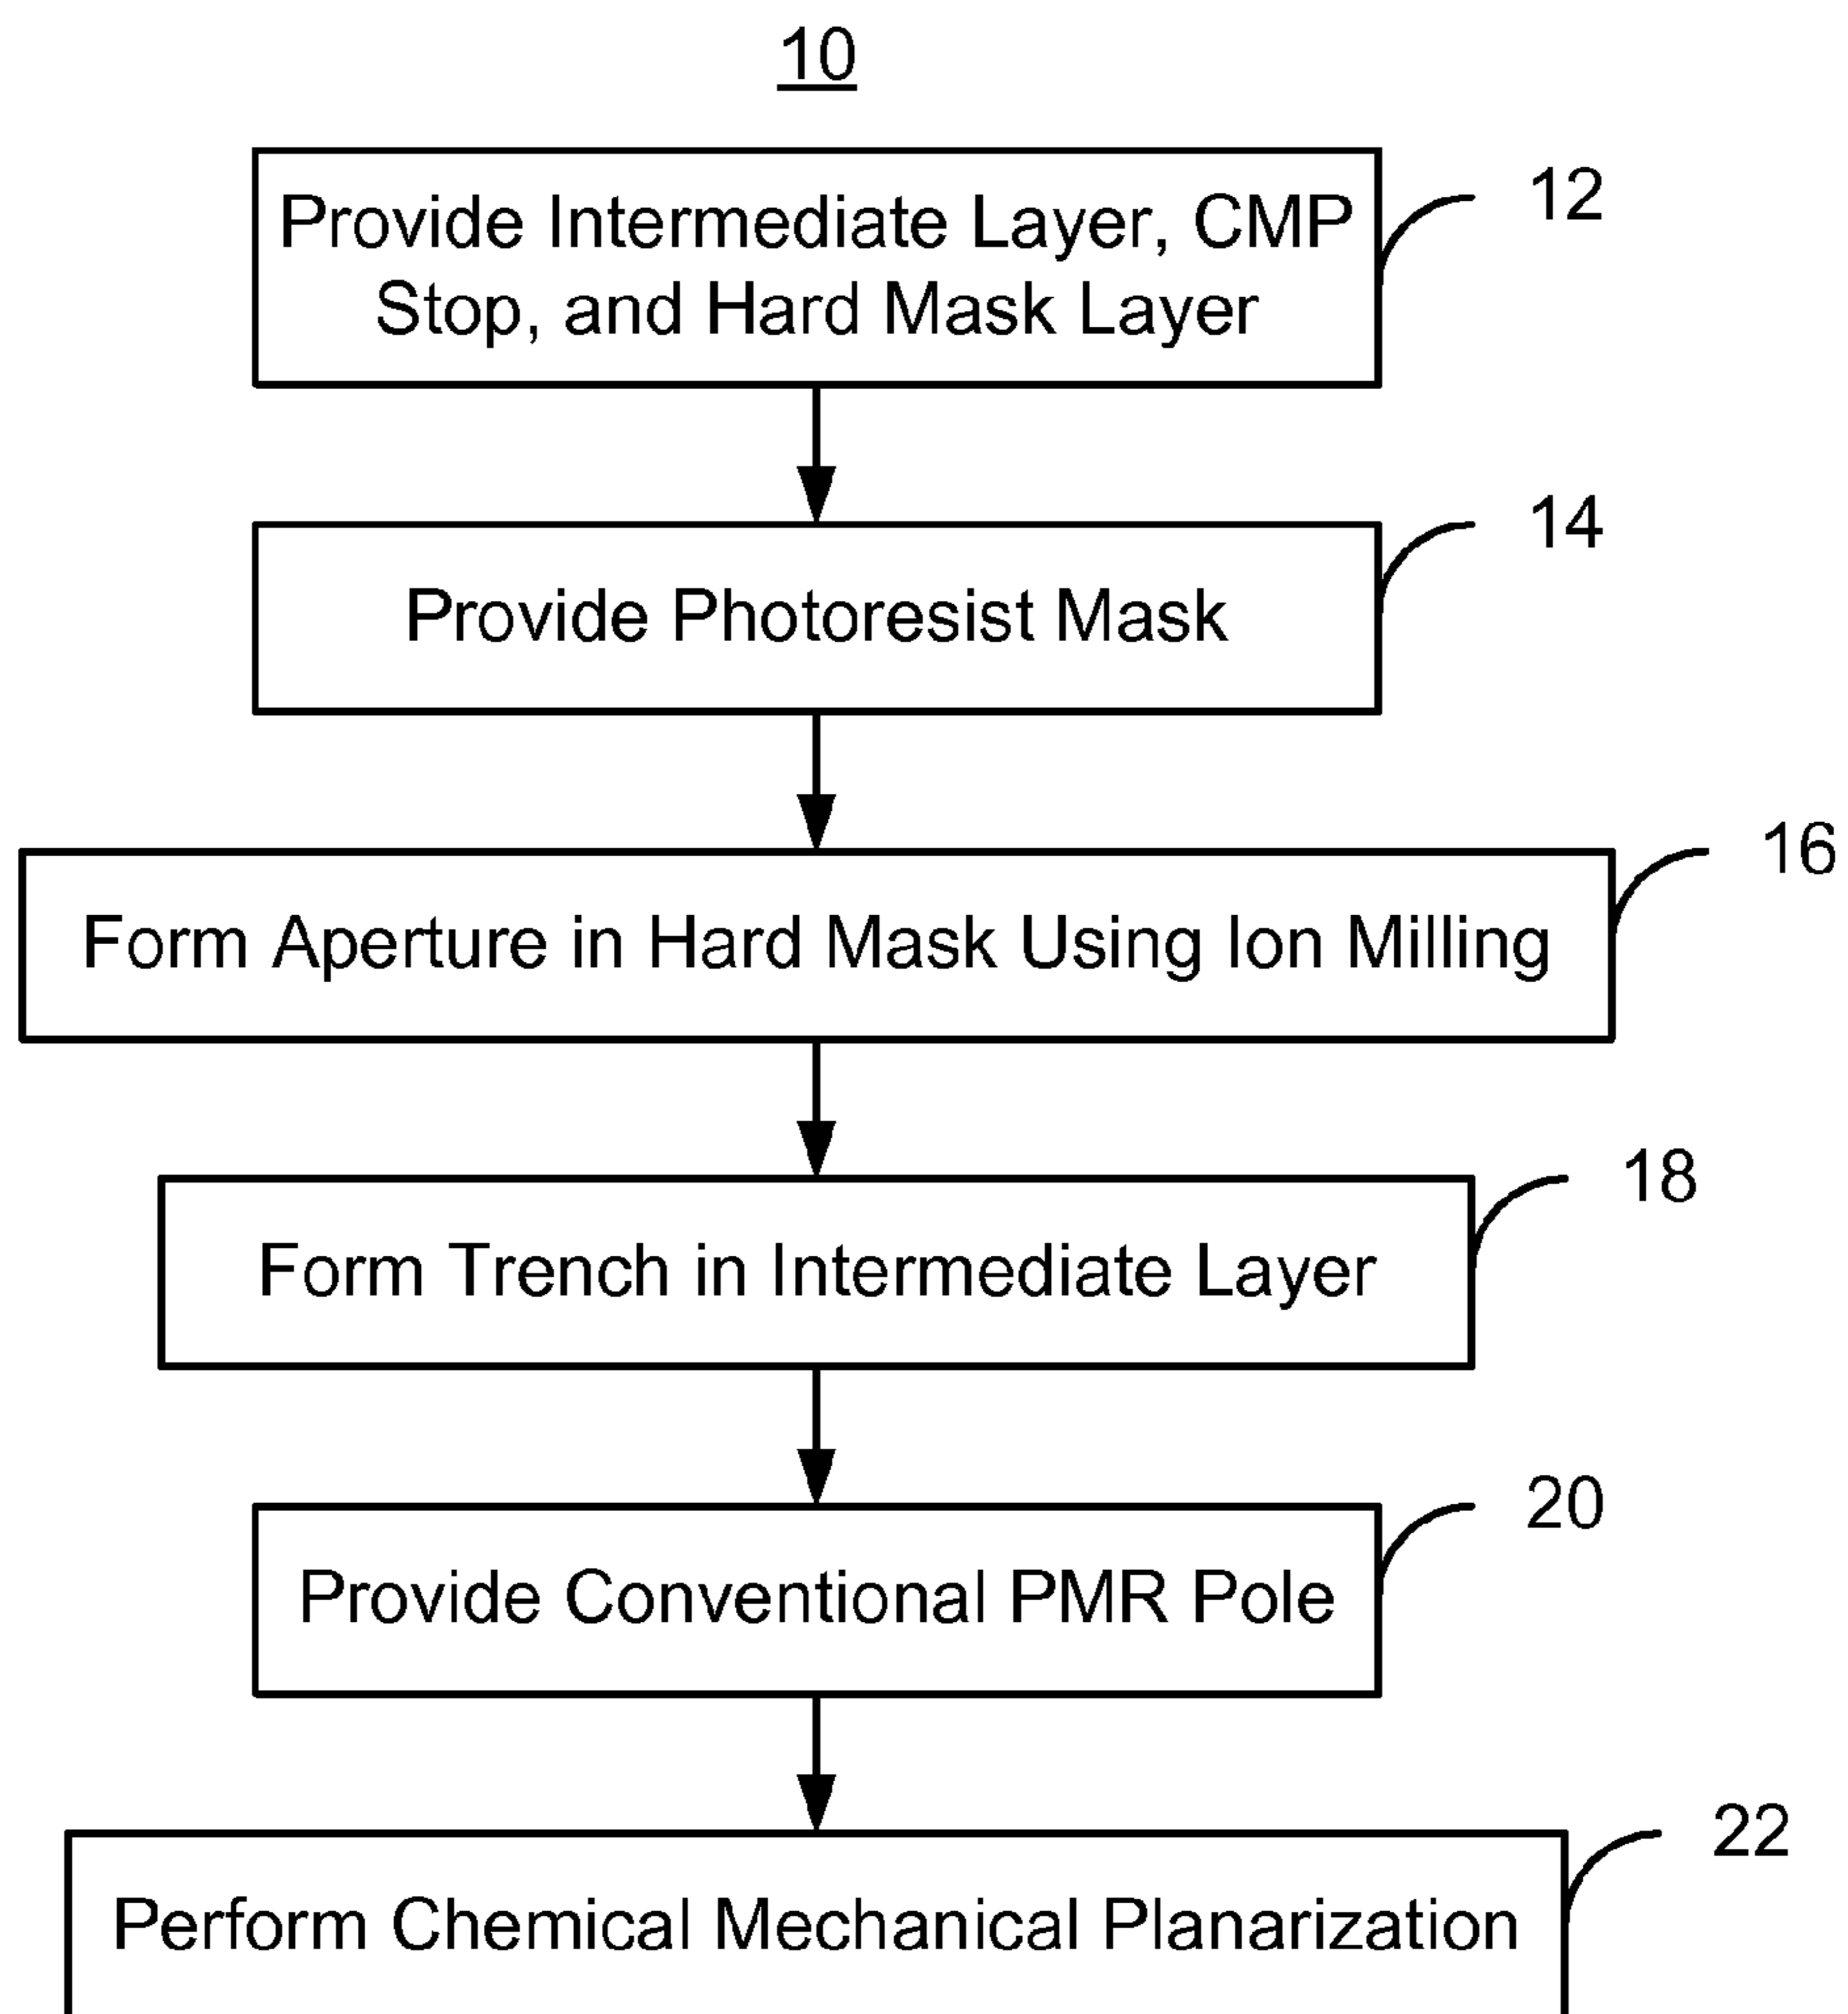 10
Provide Intermediate Layer, CMP
Stop, and Hard Mask Layer
12
Provide Photoresist Mask
14
Form Aperture in Hard Mask Using Ion Milling
16
Form Trench in Intermediate Layer
18
Provide Conventional PMR Pole
20
Perform Chemical Mechanical Planarization
22